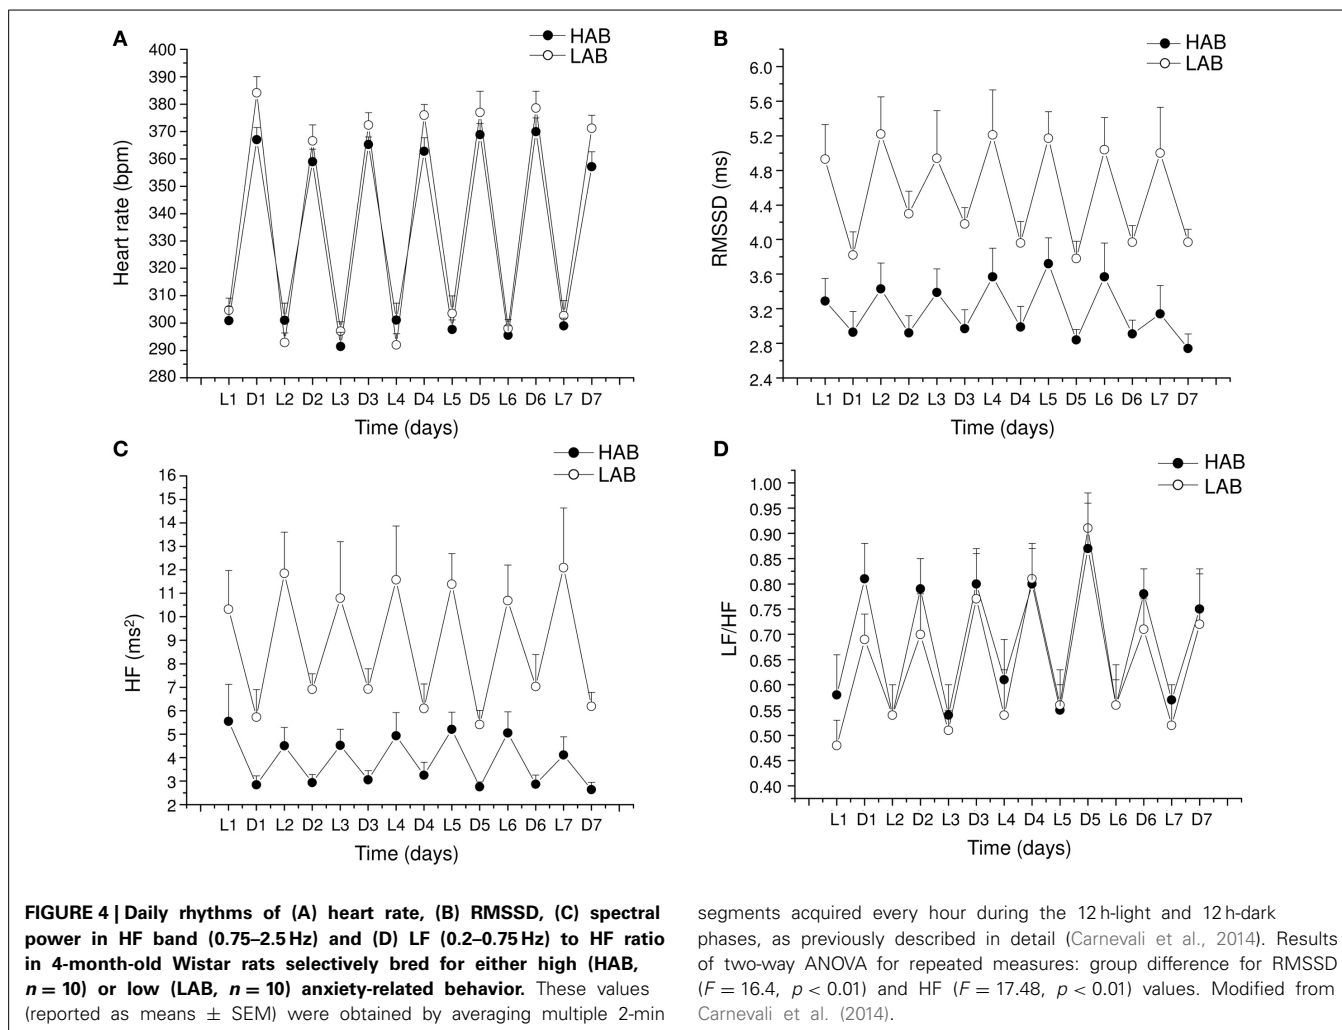 A
HAB
LAB
400
390
380
370
360
350
340
330
320
310
300
290
280
Heart rate (bpm)
L1 D1 L2 D2 L3 D3 L4 D4 L5 D5 L6 D6 L7 D7
Time (days)
B
HAB
LAB
6.0
5.6
5.2
4.8
4.4
4.0
3.6
3.2
2.8
2.4
RMSSD (ms)
L1 D1 L2 D2 L3 D3 L4 D4 L5 D5 L6 D6 L7 D7
Time (days)
C
HAB
LAB
16
15
14
13
12
11
10
9
8
7
6
5
4
3
2
HF (ms²)
L1 D1 L2 D2 L3 D3 L4 D4 L5 D5 L6 D6 L7 D7
Time (days)
D
HAB
LAB
1.00
0.95
0.90
0.85
0.80
0.75
0.70
0.65
0.60
0.55
0.50
0.45
0.40
LF/HF
L1 D1 L2 D2 L3 D3 L4 D4 L5 D5 L6 D6 L7 D7
Time (days)
FIGURE 4 | Daily rhythms of (A) heart rate, (B) RMSSD, (C) spectral
power in HF band (0.75–2.5 Hz) and (D) LF (0.2–0.75 Hz) to HF ratio
in 4-month-old Wistar rats selectively bred for either high (HAB,
n = 10) or low (LAB, n = 10) anxiety-related behavior. These values
(reported as means ± SEM) were obtained by averaging multiple 2-min
segments acquired every hour during the 12 h-light and 12 h-dark
phases, as previously described in detail (Carnevali et al., 2014). Results
of two-way ANOVA for repeated measures: group difference for RMSSD
(F = 16.4, p < 0.01) and HF (F = 17.48, p < 0.01) values. Modified from
Carnevali et al. (2014).